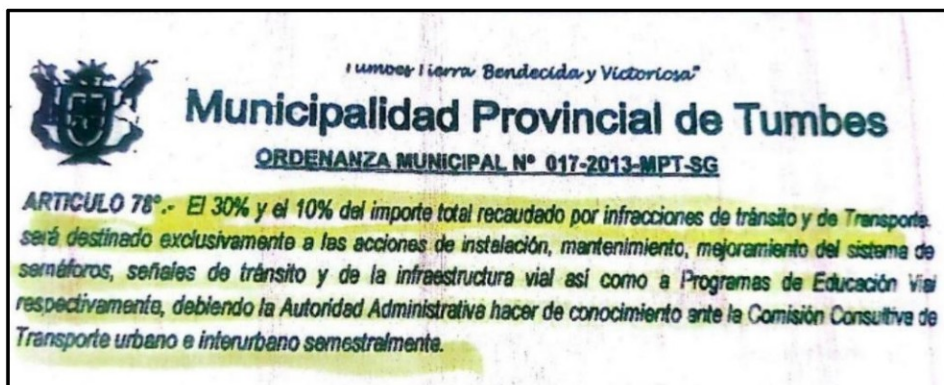 "Tumbes Tierra Bendecida y Victoriosa"
Municipalidad Provincial de Tumbes
ORDENANZA MUNICIPAL Nº 017-2013-MPT-SG
ARTICULO 78º.- El 30% y el 10% del importe total recaudado por infracciones de tránsito y de Transporte.
será destinado exclusivamente a las acciones de instalación, mantenimiento, mejoramiento del sistema de
semáforos, señales de tránsito y de la infraestructura vial así como a Programas de Educación Vial
respectivamente, debiendo la Autoridad Administrativa hacer de conocimiento ante la Comisión Consultiva de
Transporte urbano e interurbano semestralmente.